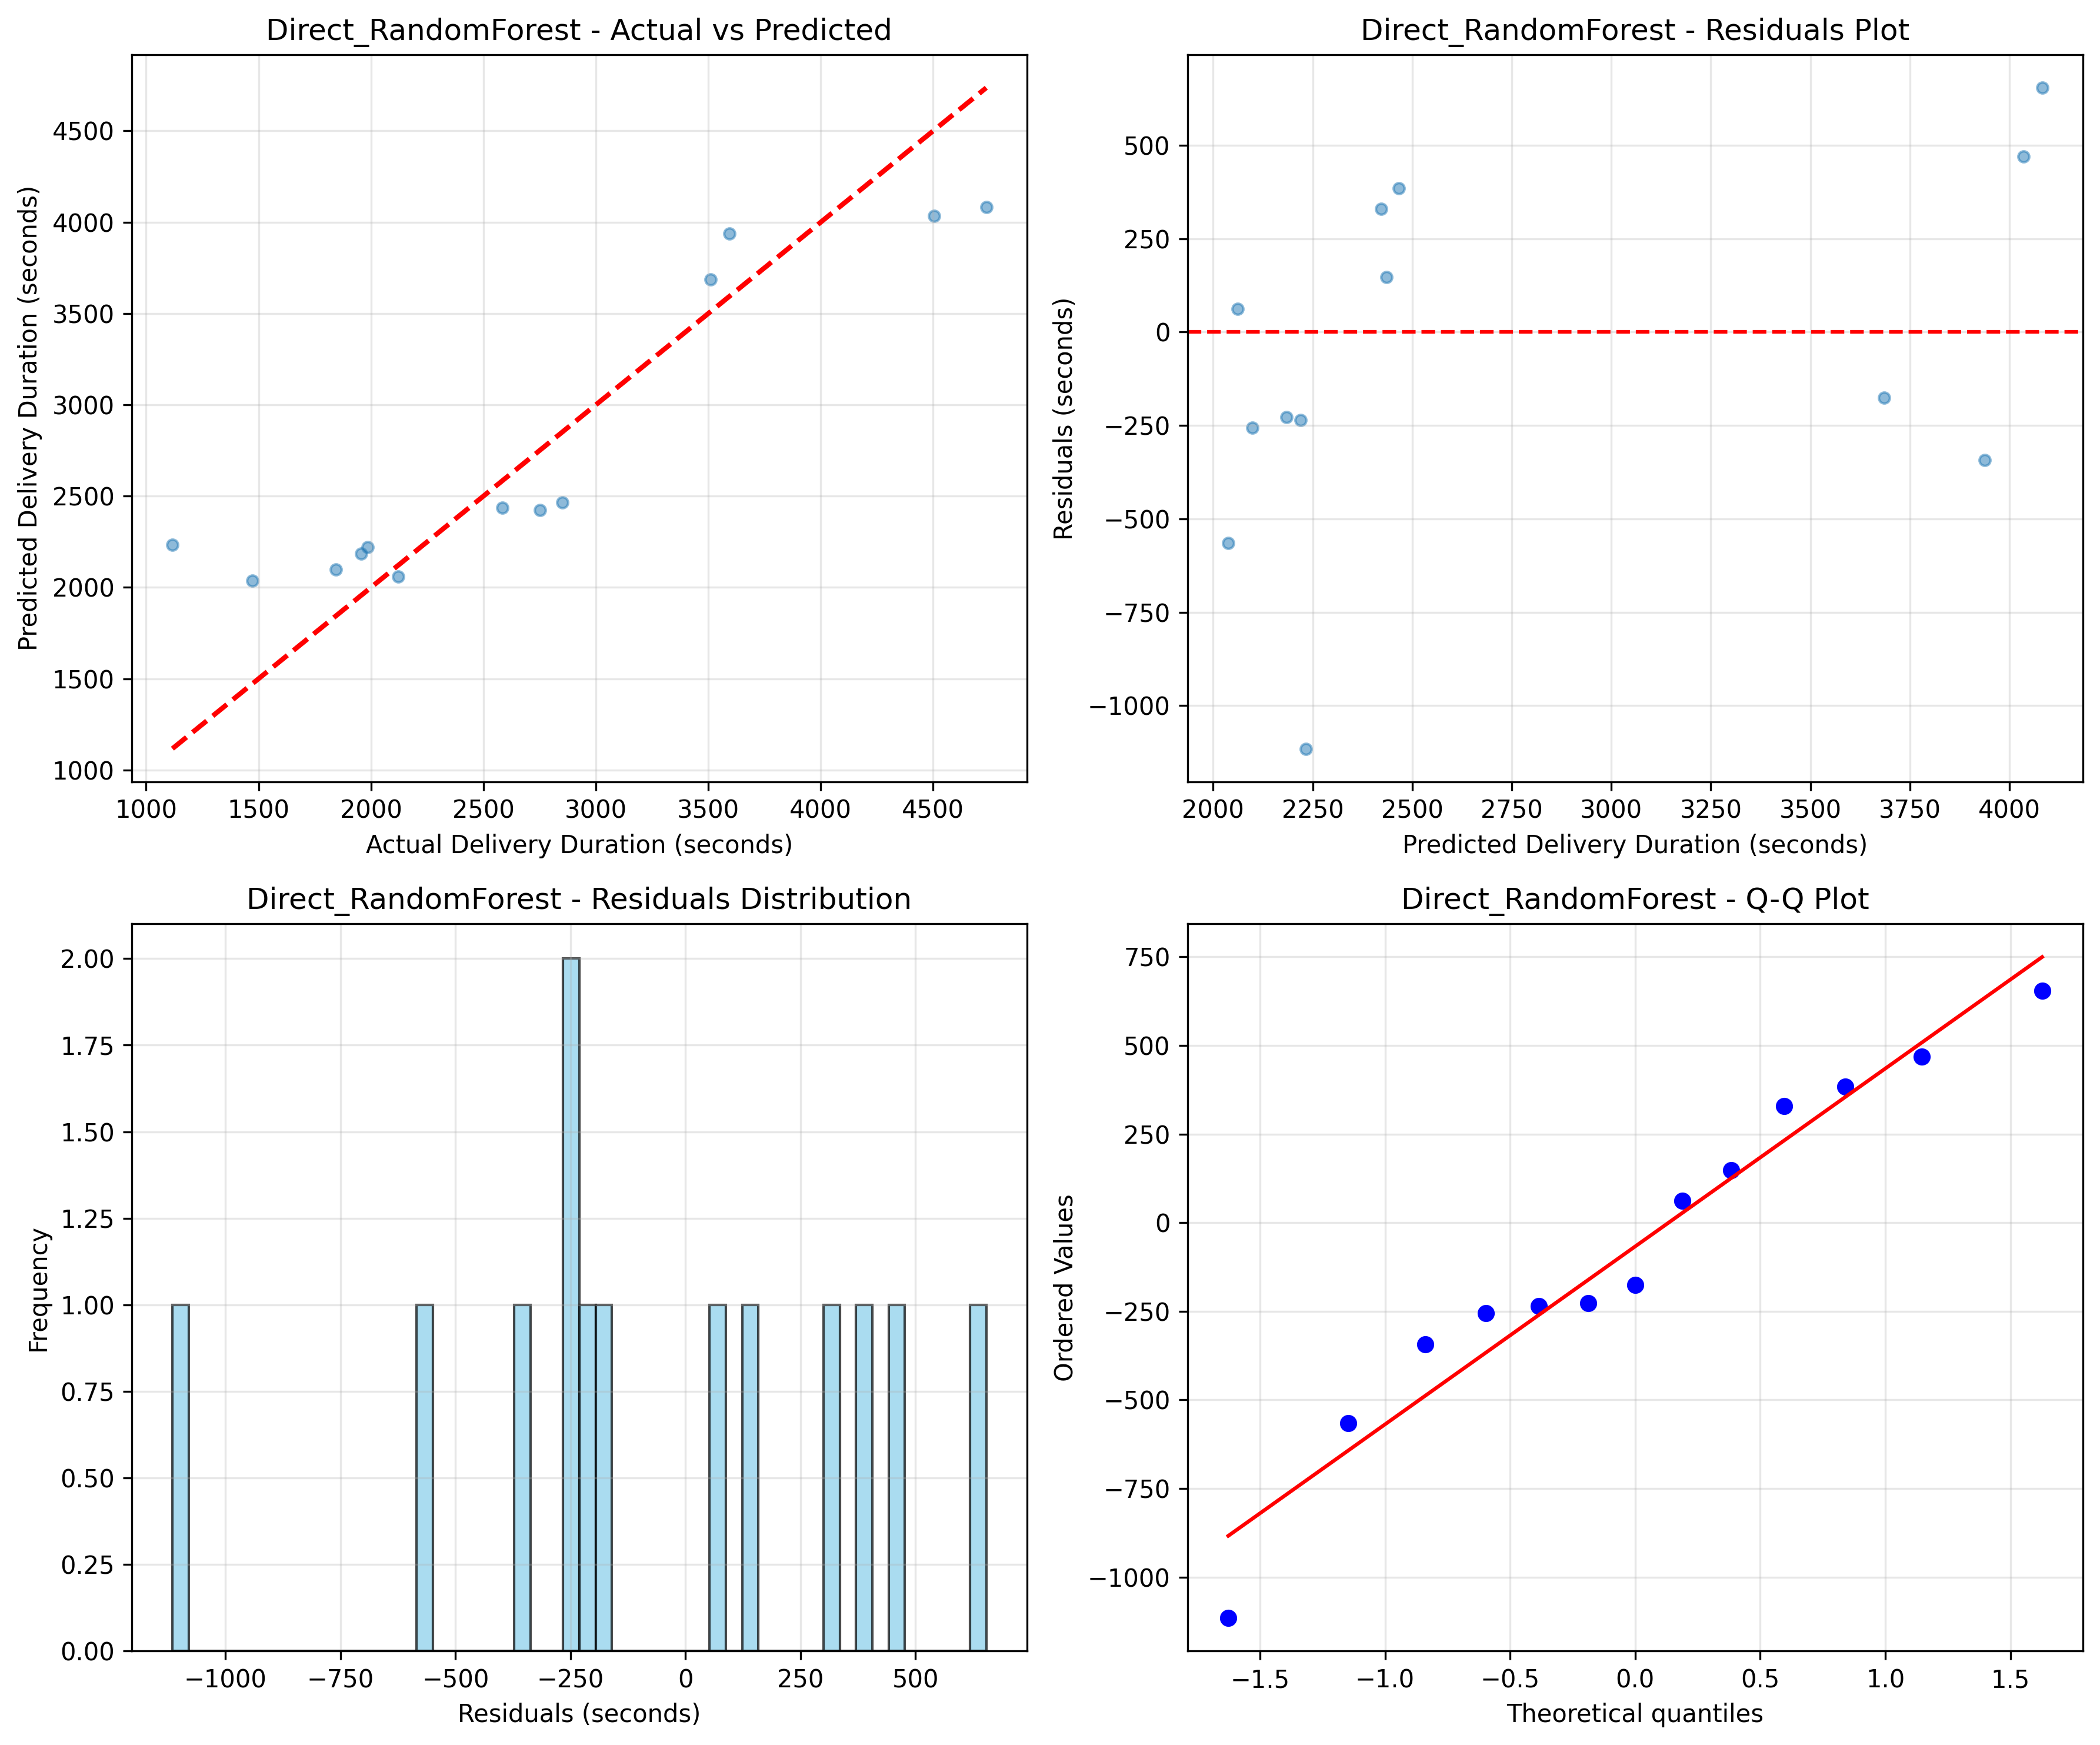 Direct_RandomForest - Actual vs Predicted
Predicted Delivery Duration (seconds)
4500
4000
3500
3000
2500
2000
1500
1000
1000 1500 2000 2500 3000 3500 4000 4500
Actual Delivery Duration (seconds)
Direct_RandomForest - Residuals Plot
Residuals (seconds)
500
250
0
−250
−500
−750
−1000
2000 2250 2500 2750 3000 3250 3500 3750 4000
Predicted Delivery Duration (seconds)
Direct_RandomForest - Residuals Distribution
Frequency
2.00
1.75
1.50
1.25
1.00
0.75
0.50
0.25
0.00
−1000 −750 −500 −250 0 250 500
Residuals (seconds)
Direct_RandomForest - Q-Q Plot
Ordered Values
750
500
250
0
−250
−500
−750
−1000
−1.5 −1.0 −0.5 0.0 0.5 1.0 1.5
Theoretical quantiles